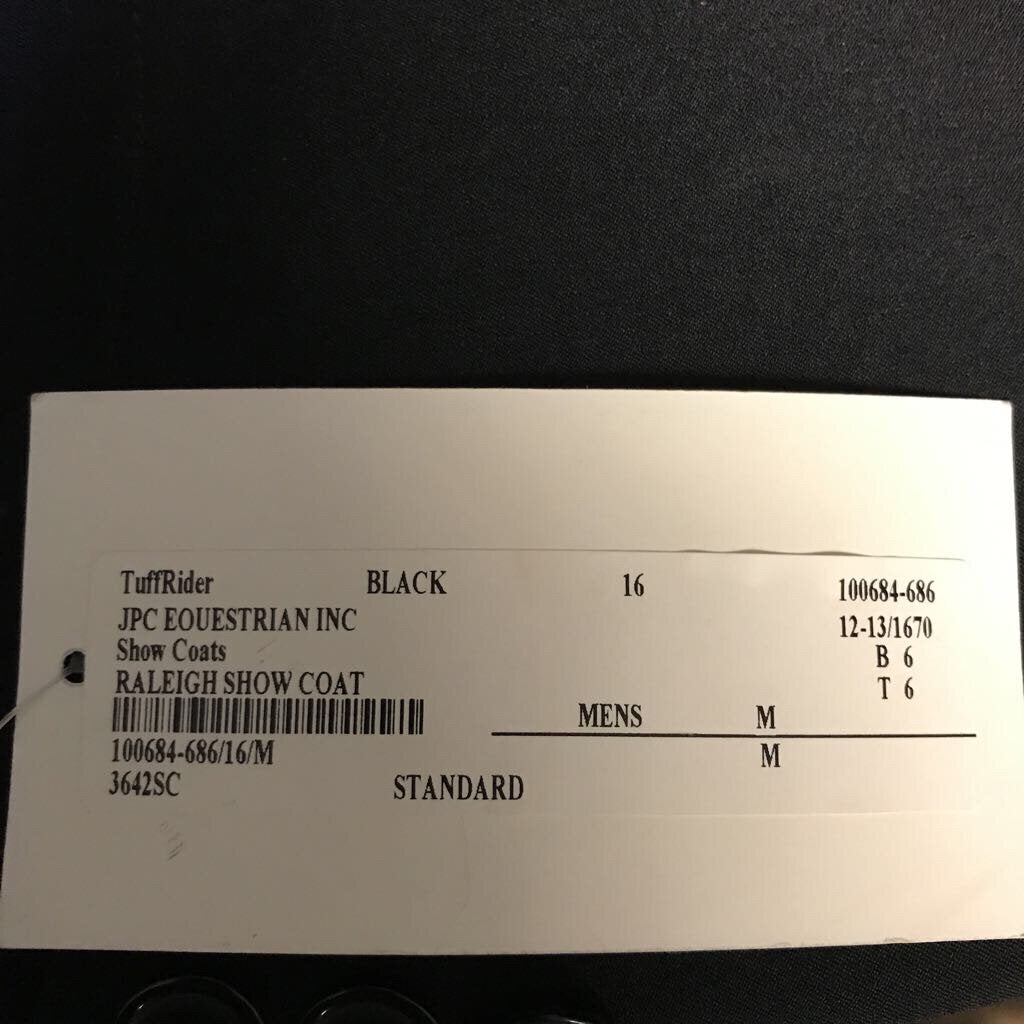 TuffRider BLACK 16 100684-686
JPC EQUESTRIAN INC 12-13/1670
Show Coats B 6
RALEIGH SHOW COAT T 6
MENS M
100684-686/16/M M
3642SC STANDARD